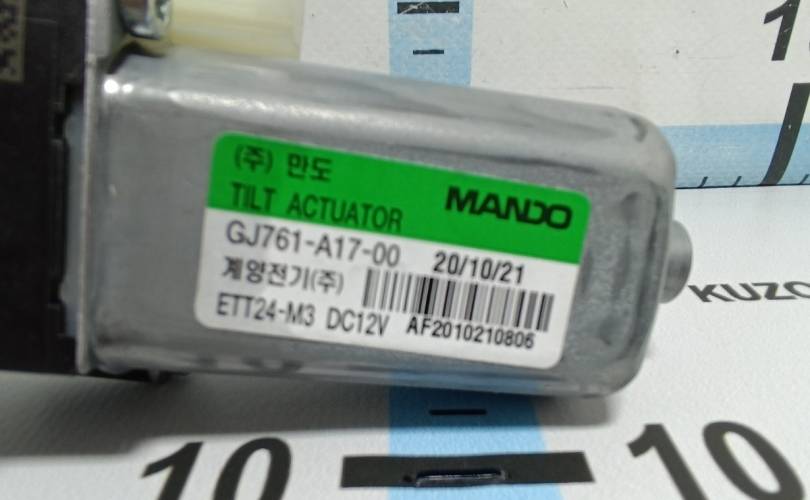 (주) 만도
TILT ACTUATOR MANDO
GJ761-A17-00 20/10/21
계양전기(주)
ETT24-M3 DC12V AF2010210806
KUZO
10 10